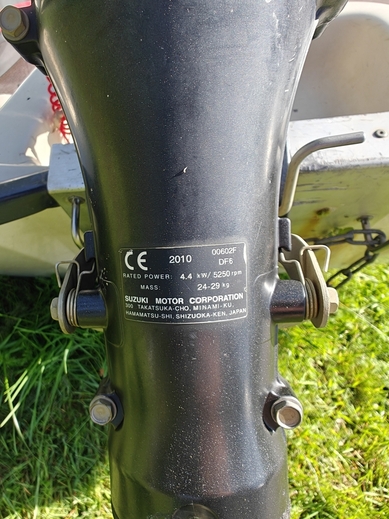 CE 2010 00602F
DF6
RATED POWER: 4.4 kW/ 5250 rpm
MASS: 24-29 kg
SUZUKI MOTOR CORPORATION
300 TAKATSUKA-CHO, MINAMI-KU,
HAMAMATSU-SHI, SHIZUOKA-KEN, JAPAN